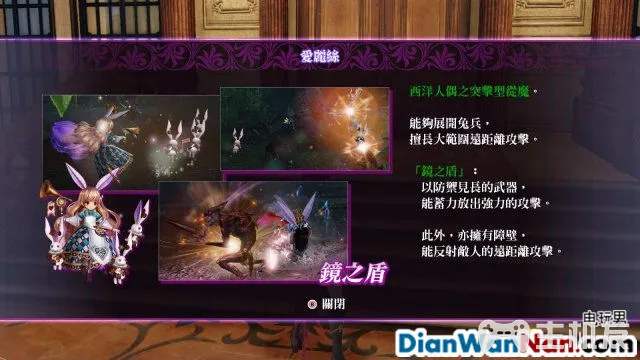 愛麗絲
西洋人偶之突擊型從魔。
能夠展開兔兵，
擅長大範圍遠距離攻擊。
「鏡之盾」：
以防禦見長的武器，
能蓄力放出強力的攻擊。
此外，亦擁有障壁，
能反射敵人的遠距離攻擊。
鏡之盾
關閉
电玩男
DianWanNan.com